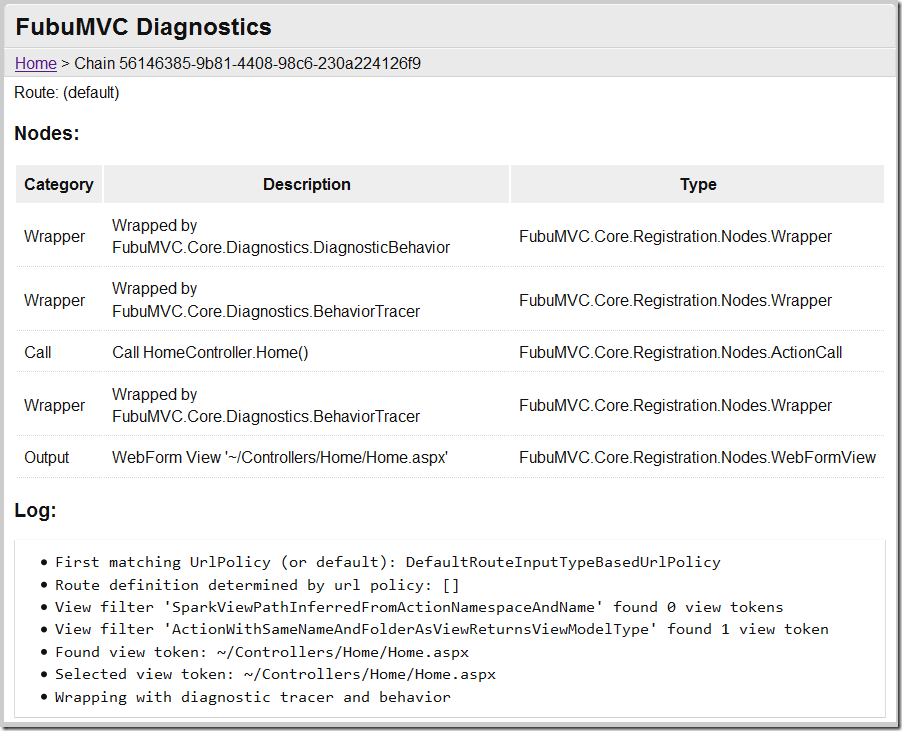 FubuMVC Diagnostics
Home > Chain 56146385-9b81-4408-98c6-230a224126f9
Route: (default)
Nodes:
Category Description Type
Wrapper Wrapped by FubuMVC.Core.Registration.Nodes.Wrapper
FubuMVC.Core.Diagnostics.DiagnosticBehavior
Wrapper Wrapped by FubuMVC.Core.Registration.Nodes.Wrapper
FubuMVC.Core.Diagnostics.BehaviorTracer
Call Call HomeController.Home() FubuMVC.Core.Registration.Nodes.ActionCall
Wrapper Wrapped by FubuMVC.Core.Registration.Nodes.Wrapper
FubuMVC.Core.Diagnostics.BehaviorTracer
Output WebForm View '~/Controllers/Home/Home.aspx' FubuMVC.Core.Registration.Nodes.WebFormView
Log:
• First matching UrlPolicy (or default): DefaultRouteInputTypeBasedUrlPolicy
• Route definition determined by url policy: []
• View filter 'SparkViewPathInferredFromActionNamespaceAndName' found 0 view tokens
• View filter 'ActionWithSameNameAndFolderAsViewReturnsViewModelType' found 1 view token
• Found view token: ~/Controllers/Home/Home.aspx
• Selected view token: ~/Controllers/Home/Home.aspx
• Wrapping with diagnostic tracer and behavior